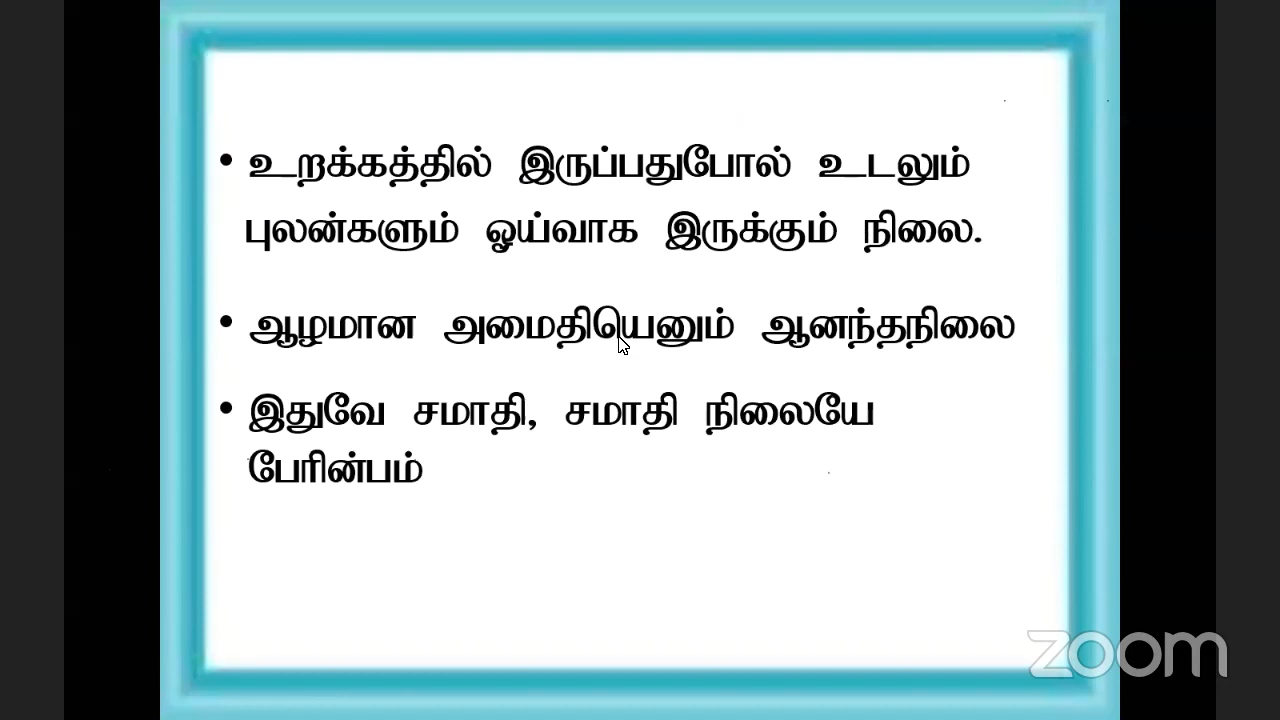 • உறக்கத்தில் இருப்பதுபோல் உடலும்
புலன்களும் ஓய்வாக இருக்கும் நிலை.
• ஆழமான அமைதியெனும் ஆனந்தநிலை
• இதுவே சமாதி, சமாதி நிலையே
பேரின்பம்
zoom